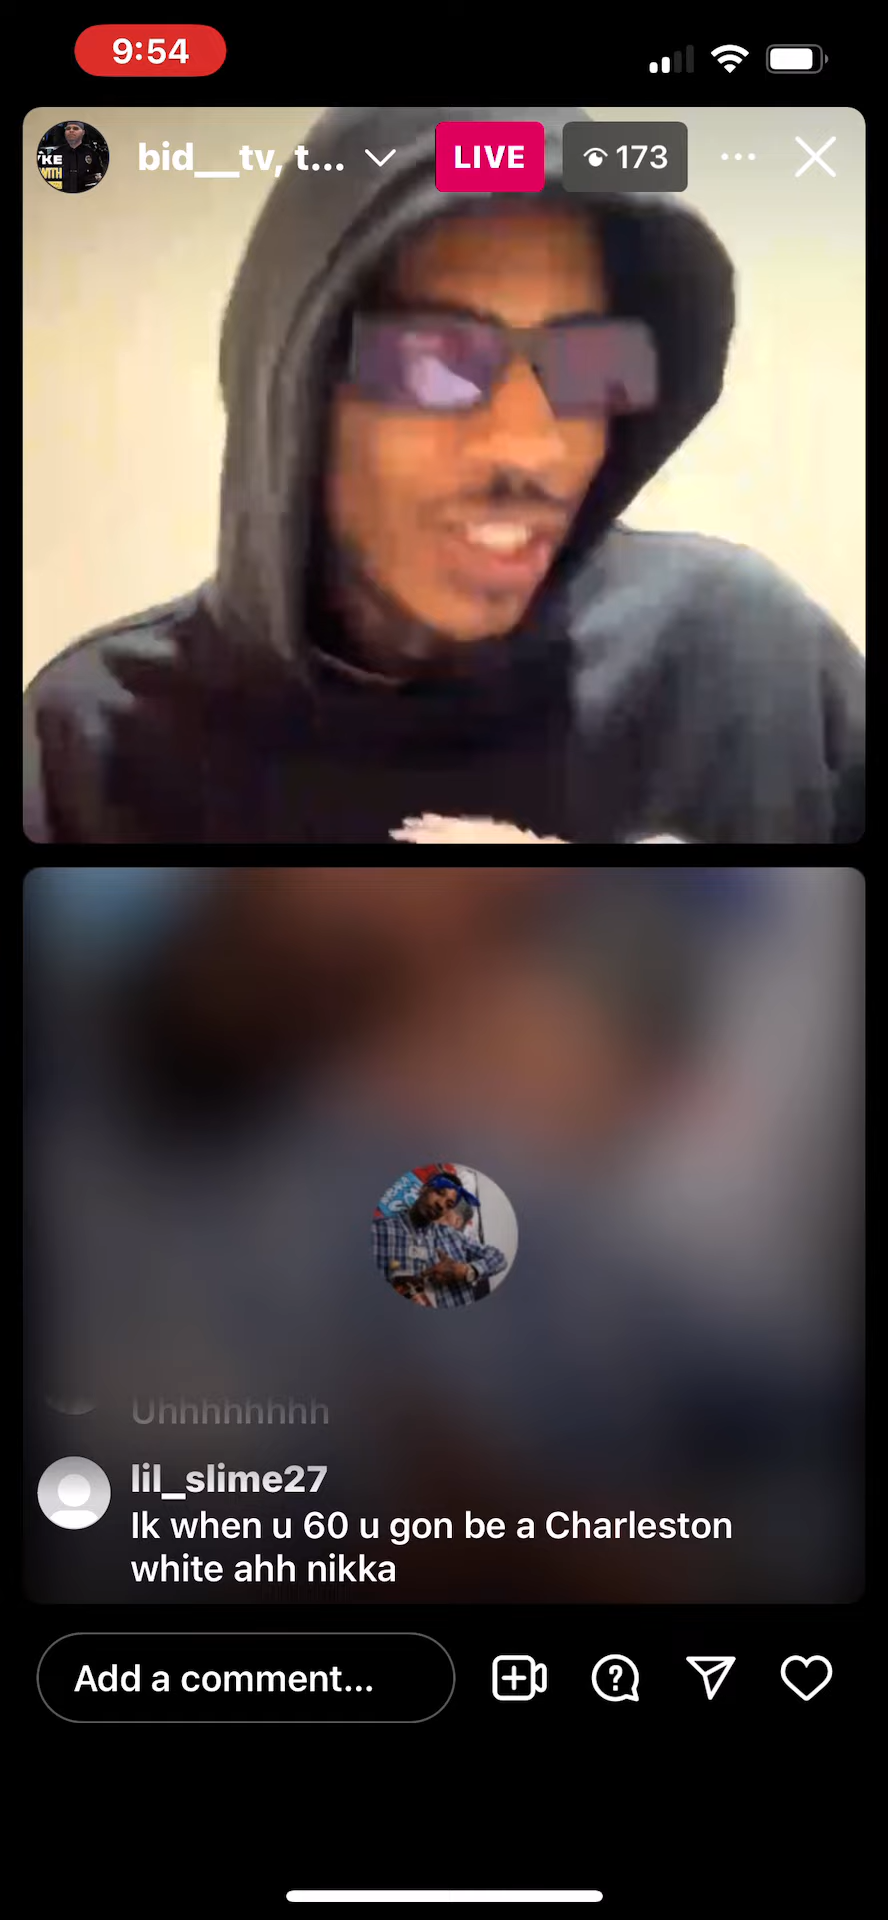 9:54
bid__tv, t...
LIVE
173
Uhhhhhhhh
lil_slime27
Ik when u 60 u gon be a Charleston
white ahh nikka
Add a comment...